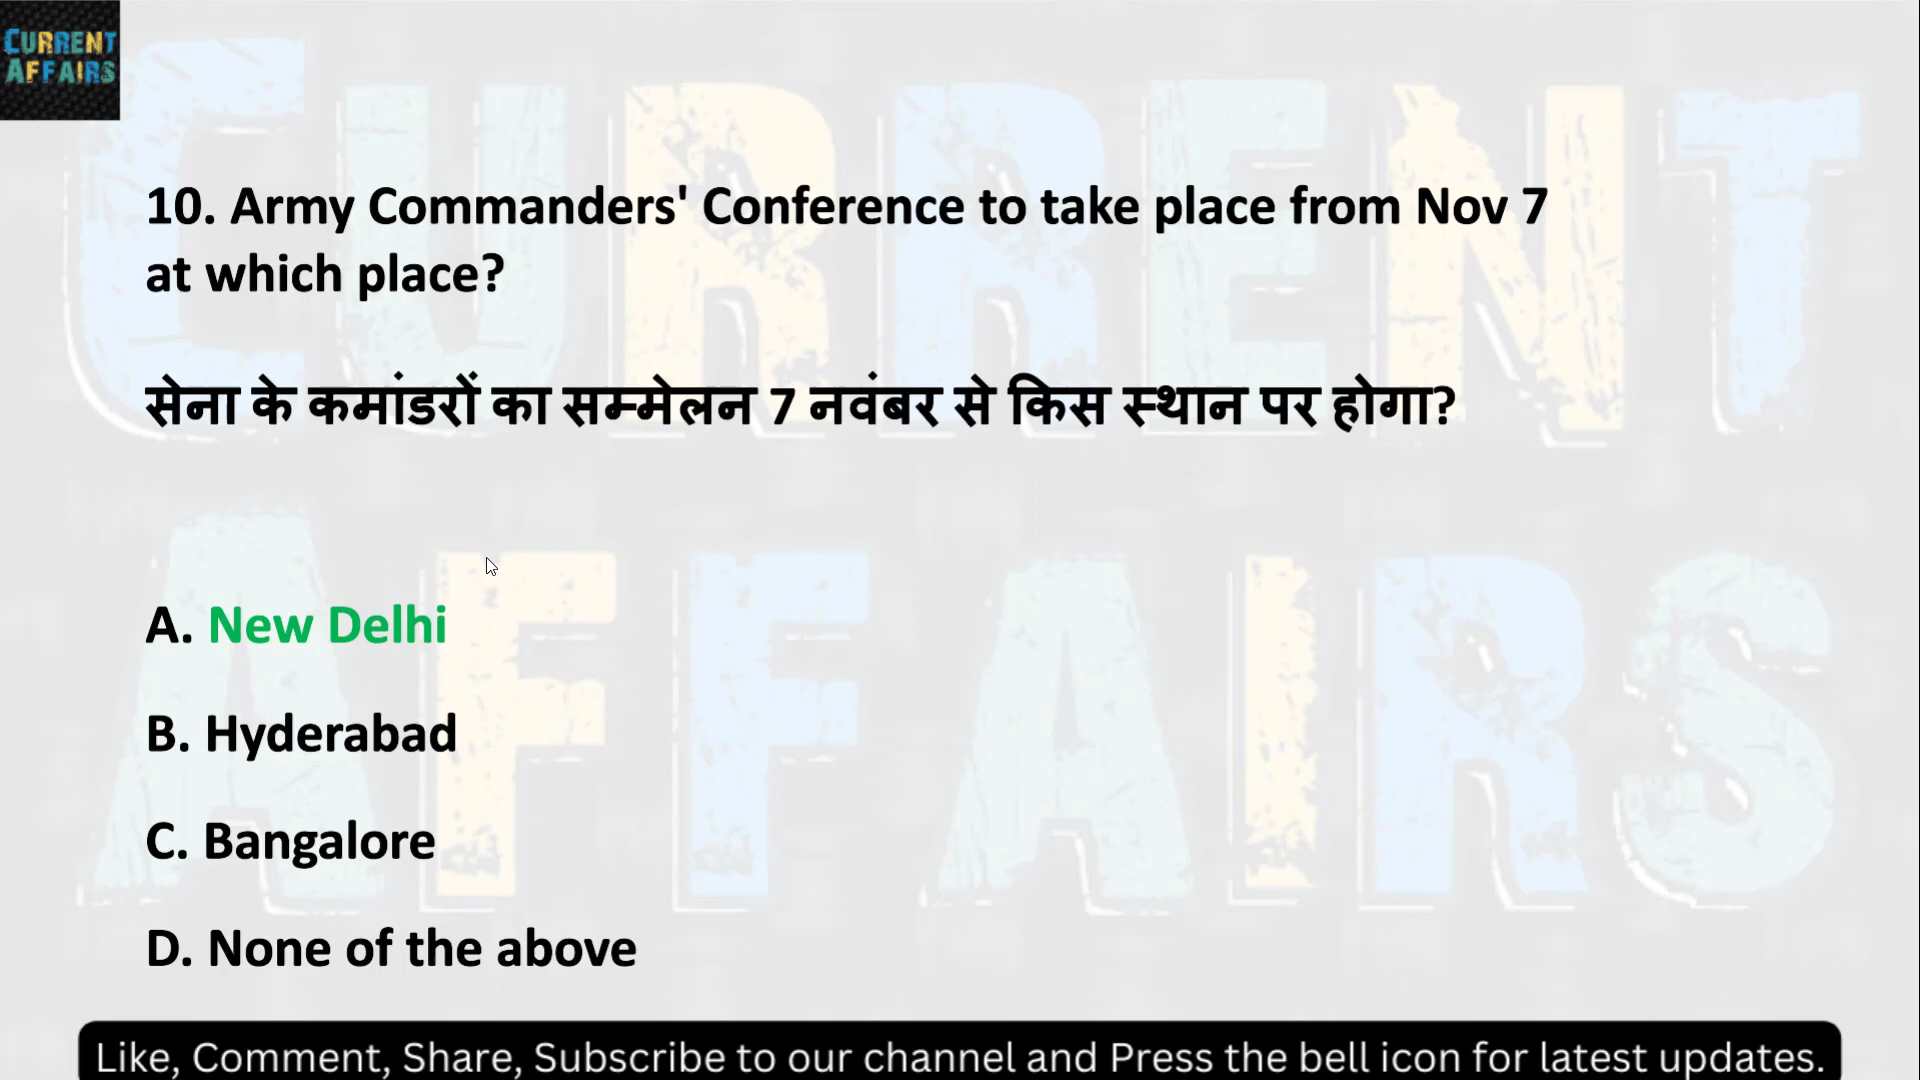 CURRENT
AFFAIRS
10. Army Commanders' Conference to take place from Nov 7
at which place?
सेना के कमांडरों का सम्मेलन 7 नवंबर से किस स्थान पर होगा?
A. New Delhi
B. Hyderabad
C. Bangalore
D. None of the above
Like, Comment, Share, Subscribe to our channel and Press the bell icon for latest updates.
CURRENT
AFFAIRS